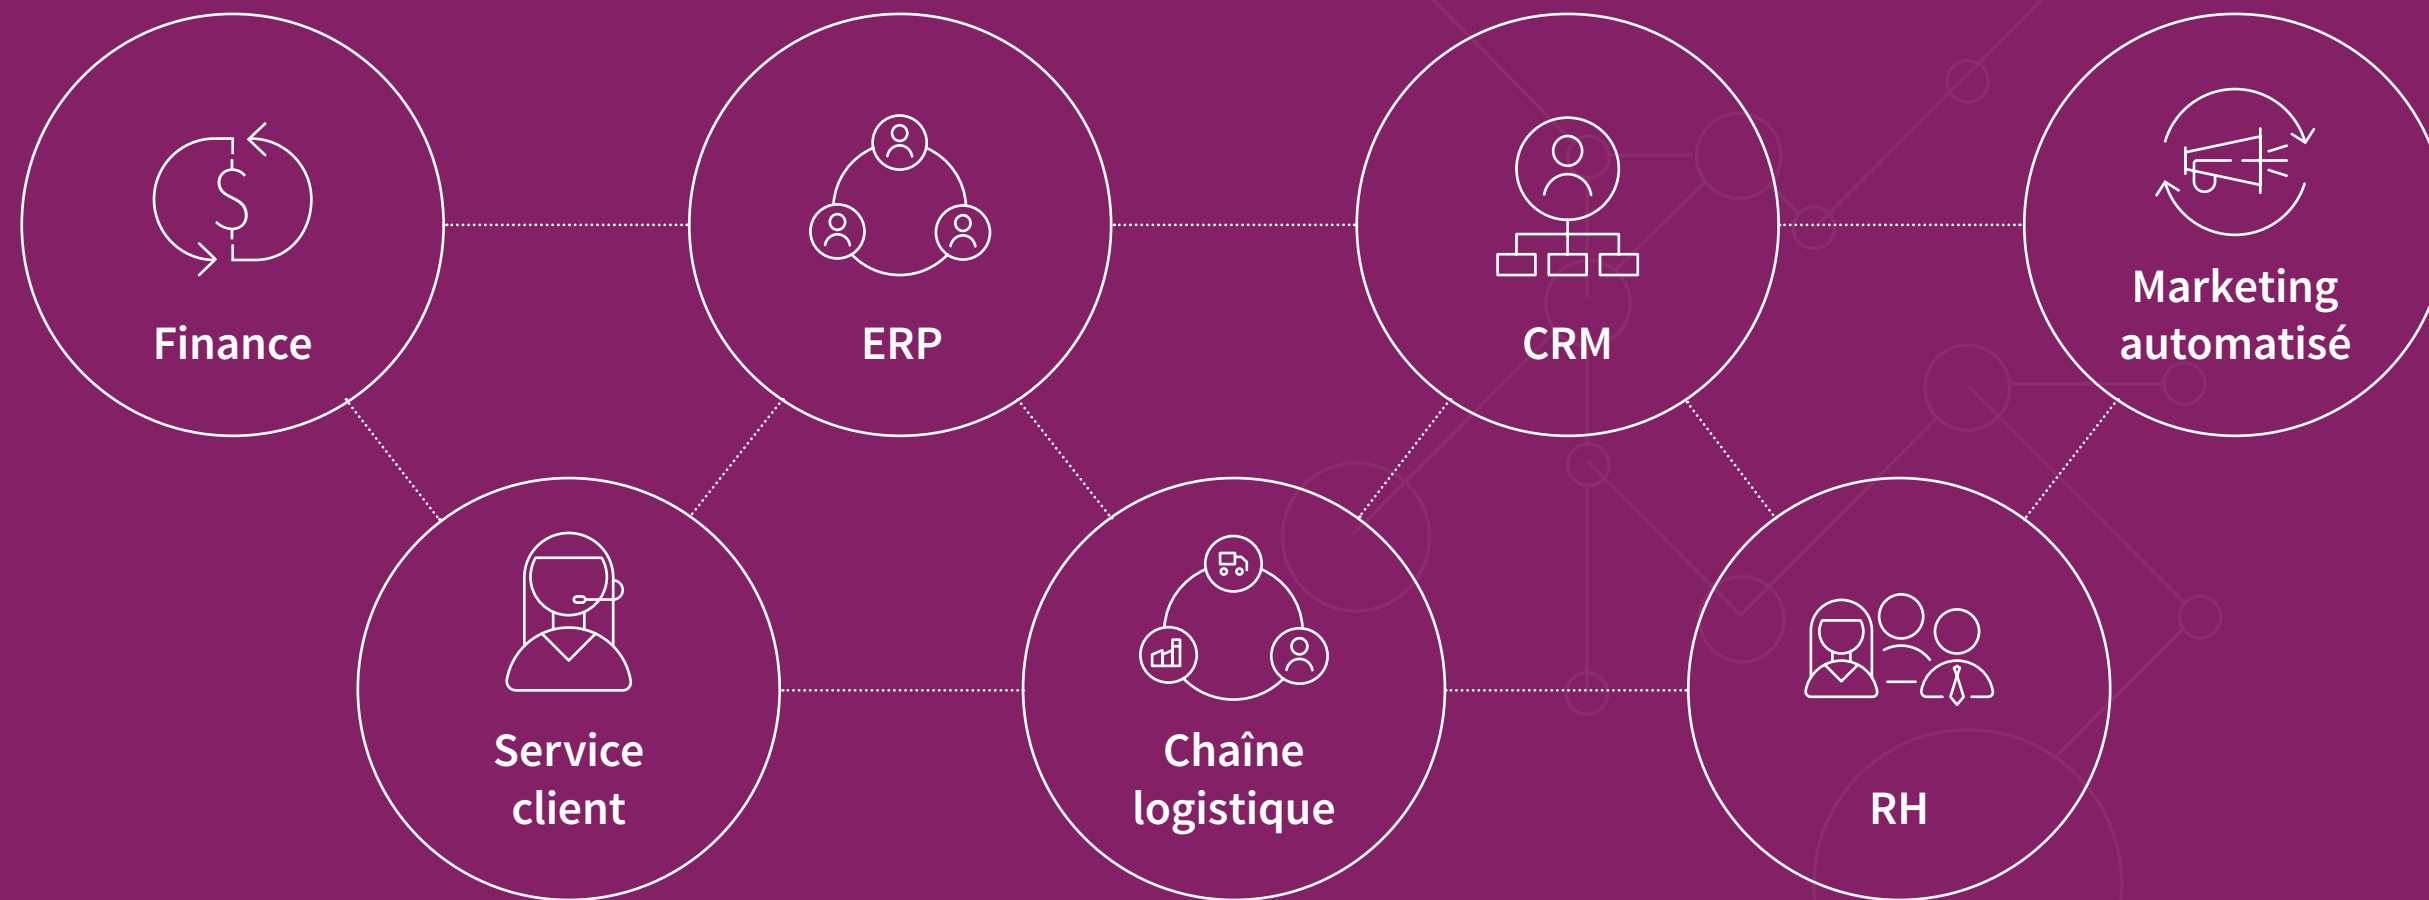 Finance
ERP
CRM
Marketing
automatisé
Service
client
Chaîne
logistique
RH